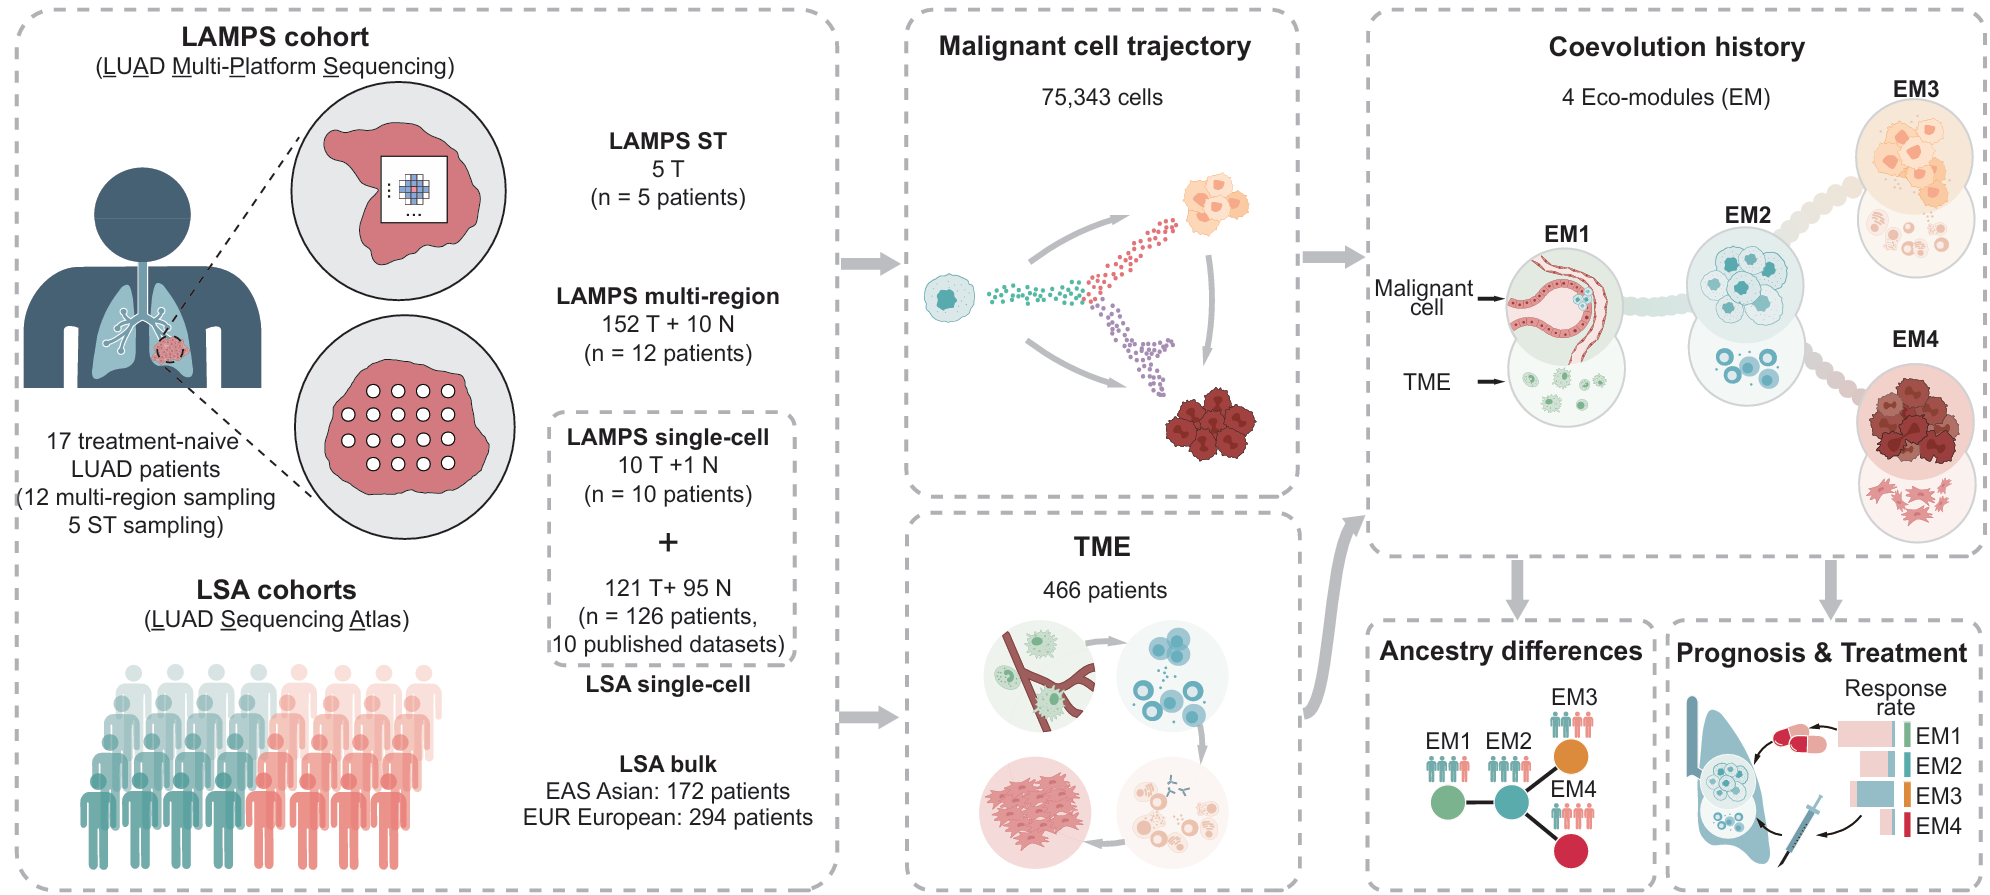 LAMPS cohort
(LUAD Multi-Platform Sequencing)
17 treatment-naive
LUAD patients
(12 multi-region sampling
5 ST sampling)
LSA cohorts
(LUAD Sequencing Atlas)
LAMPS ST
5 T
(n = 5 patients)
LAMPS multi-region
152 T + 10 N
(n = 12 patients)
LAMPS single-cell
10 T +1 N
(n = 10 patients)
+
121 T+ 95 N
(n = 126 patients,
10 published datasets)
LSA single-cell
LSA bulk
EAS Asian: 172 patients
EUR European: 294 patients
Malignant cell trajectory
75,343 cells
TME
466 patients
Coevolution history
4 Eco-modules (EM)
EM1
EM2
EM3
EM4
Malignant
cell
TME
Ancestry differences
EM1
EM2
EM3
EM4
Prognosis & Treatment
Response
rate
EM1
EM2
EM3
EM4